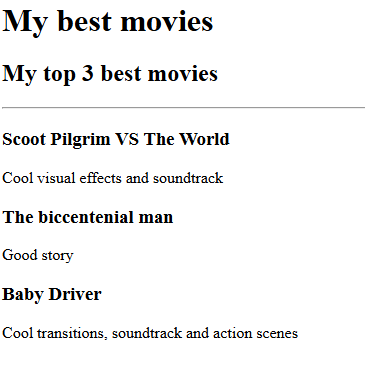 My best movies
My top 3 best movies
Scoot Pilgrim VS The World
Cool visual effects and soundtrack
The biccentenial man
Good story
Baby Driver
Cool transitions, soundtrack and action scenes